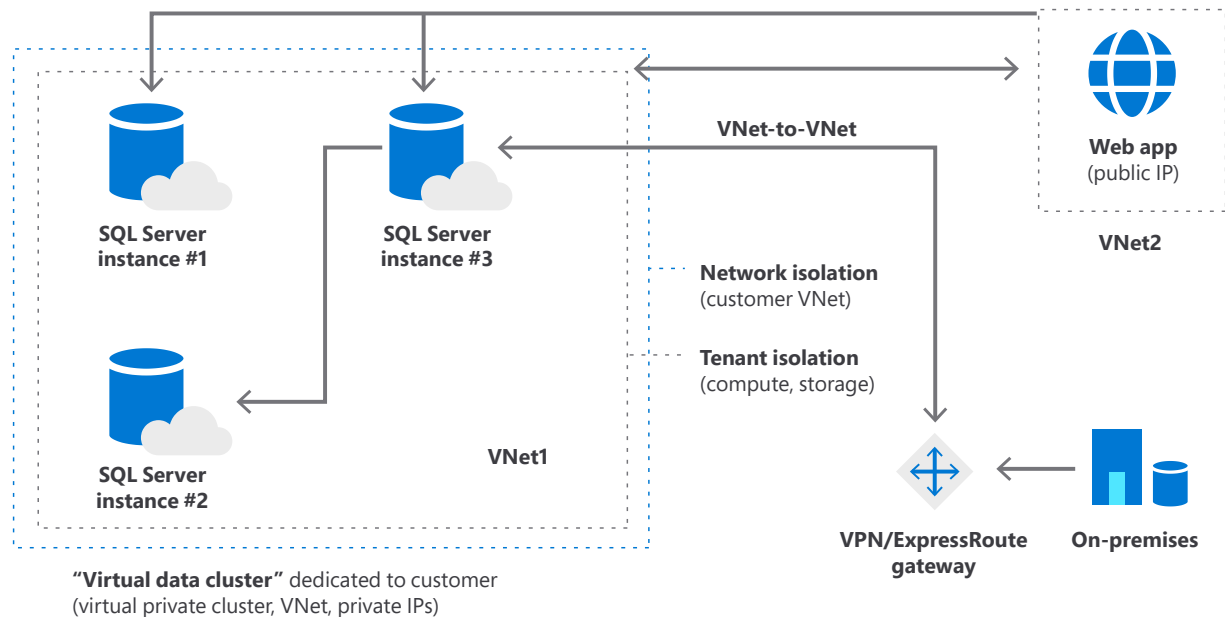 VNet-to-VNet
Web app
(public IP)
VNet2
SQL Server
instance #1
SQL Server
instance #3
Network isolation
(customer VNet)
Tenant isolation
(compute, storage)
VNet1
SQL Server
instance #2
VPN/ExpressRoute
gateway
On-premises
“Virtual data cluster” dedicated to customer
(virtual private cluster, VNet, private IPs)